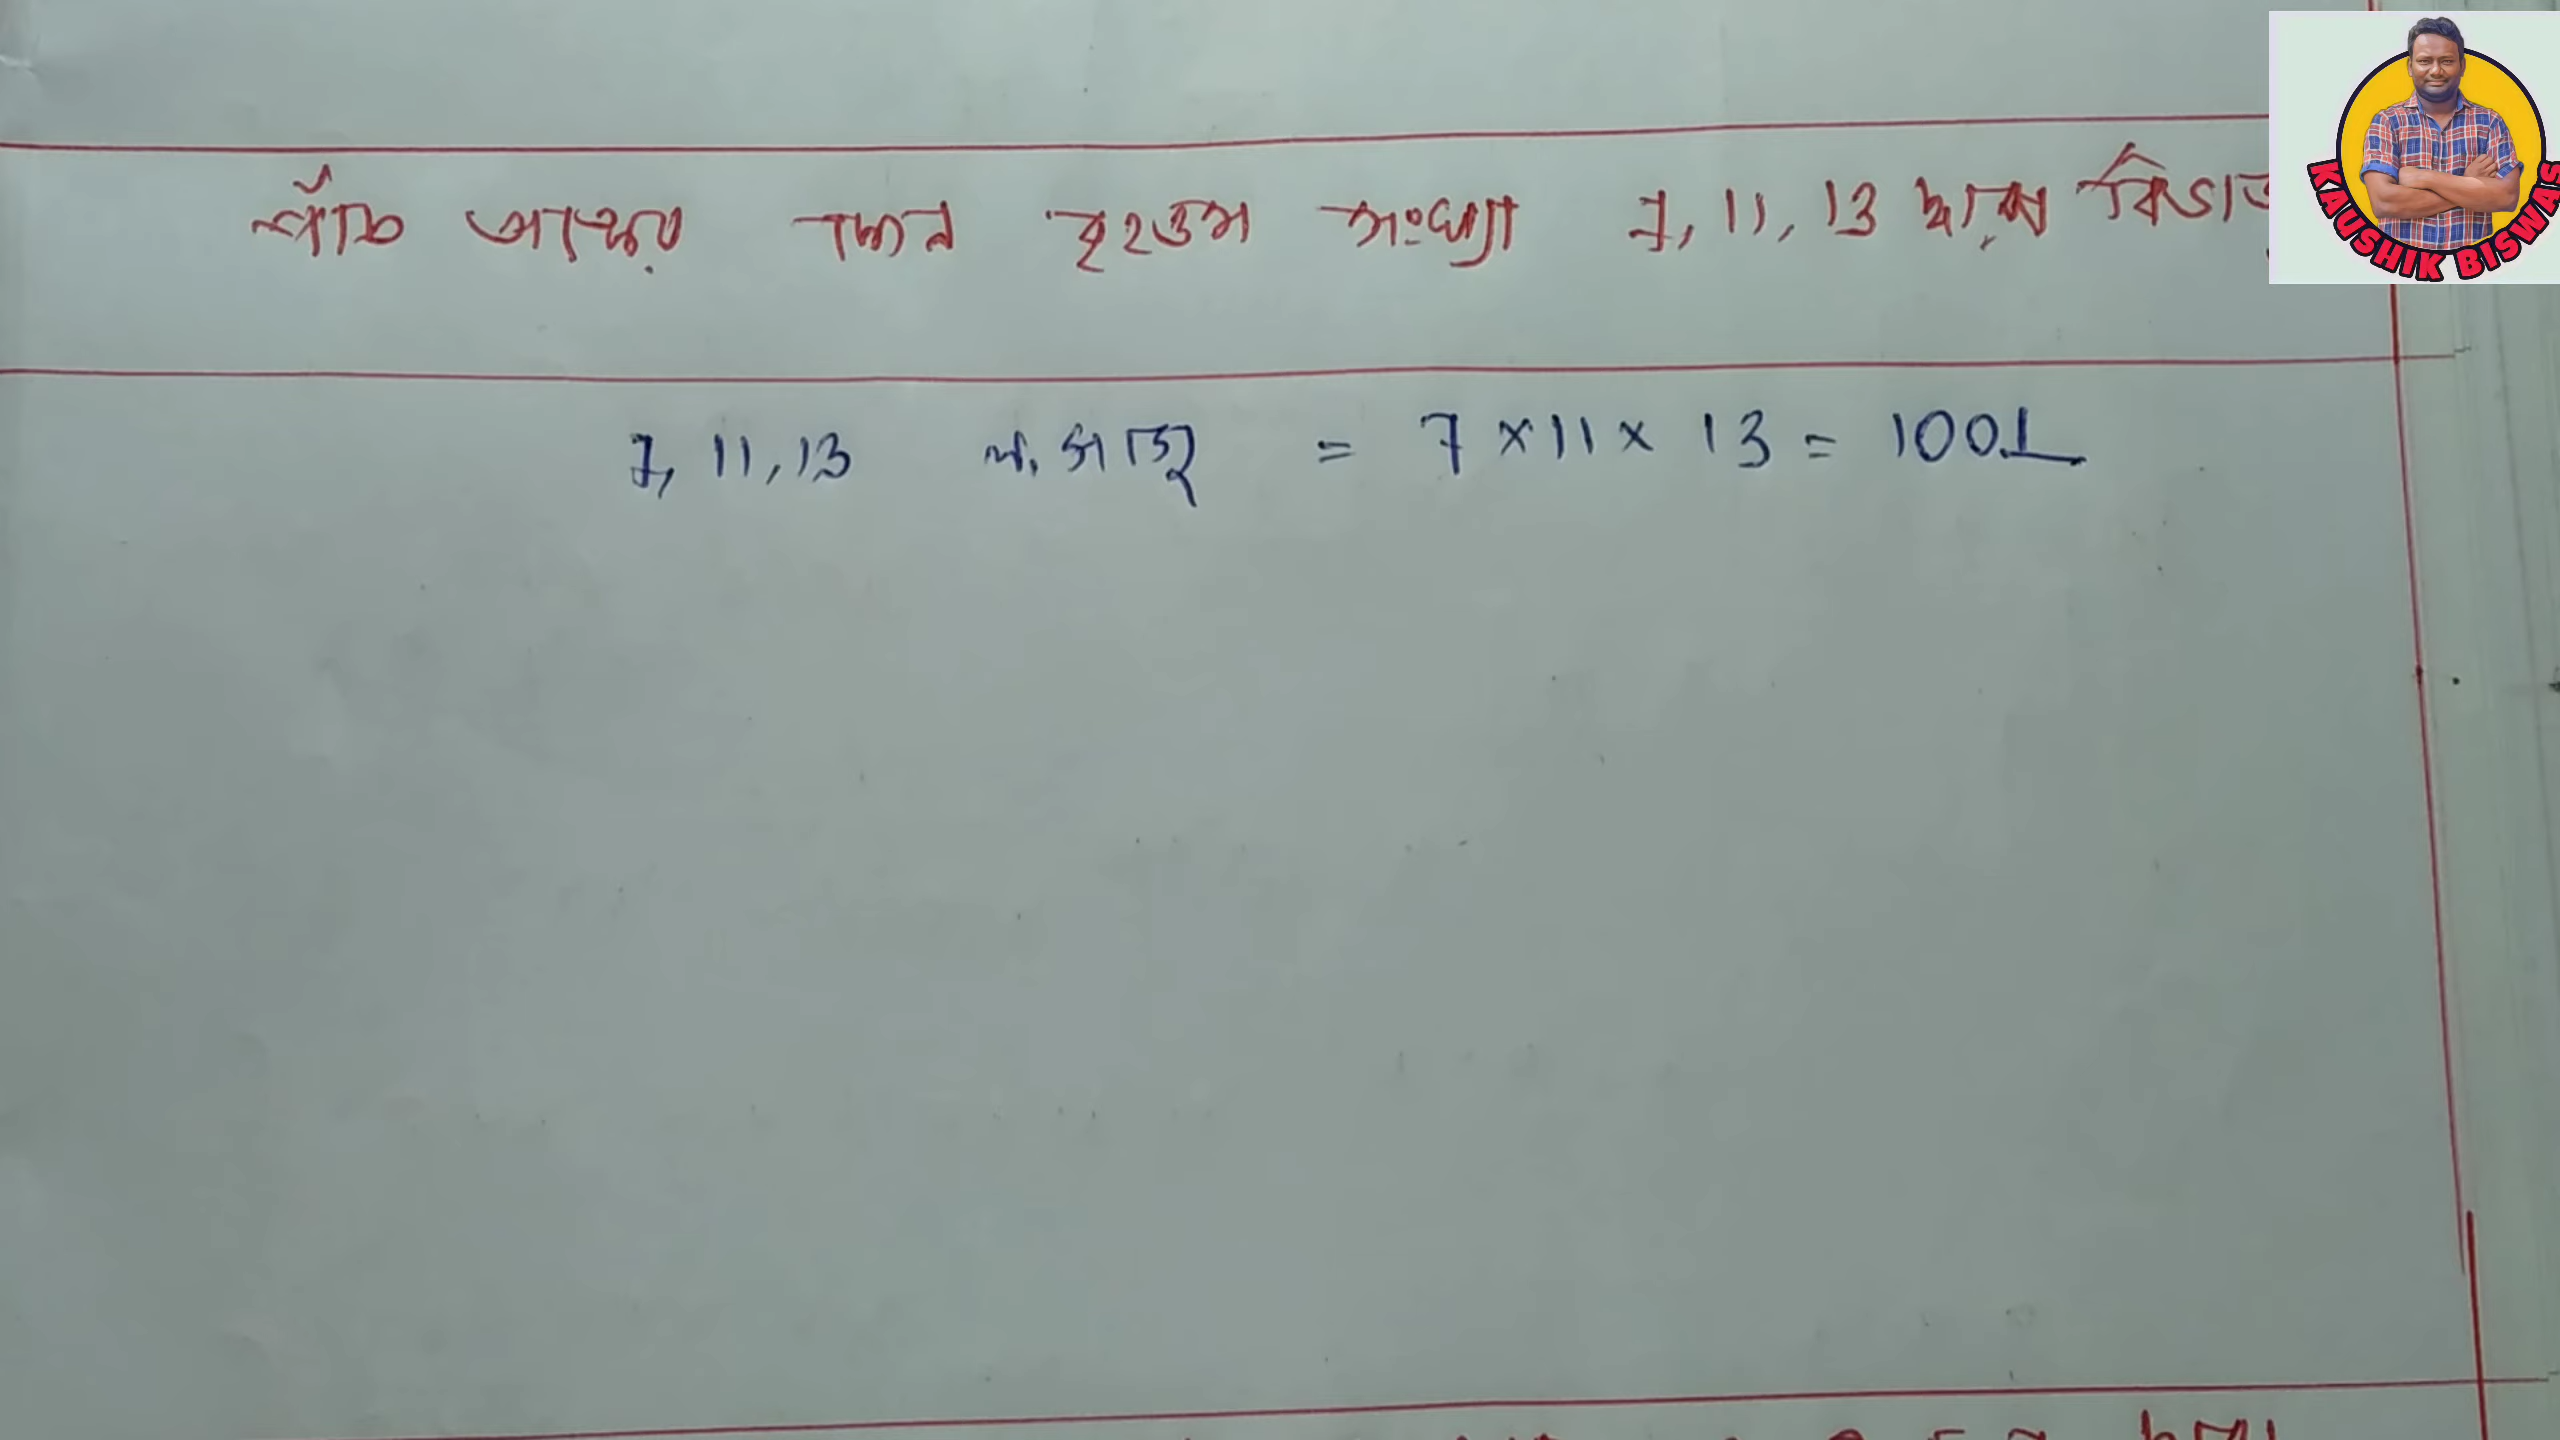 পাঁচ অঙ্কের কোন বৃহত্তম সংখ্যা 7, 11, 13 দ্বারা
7, 11, 13 ল.সা.গু = 7 × 11 × 13 = 1001
KAUSHIK BISWAS